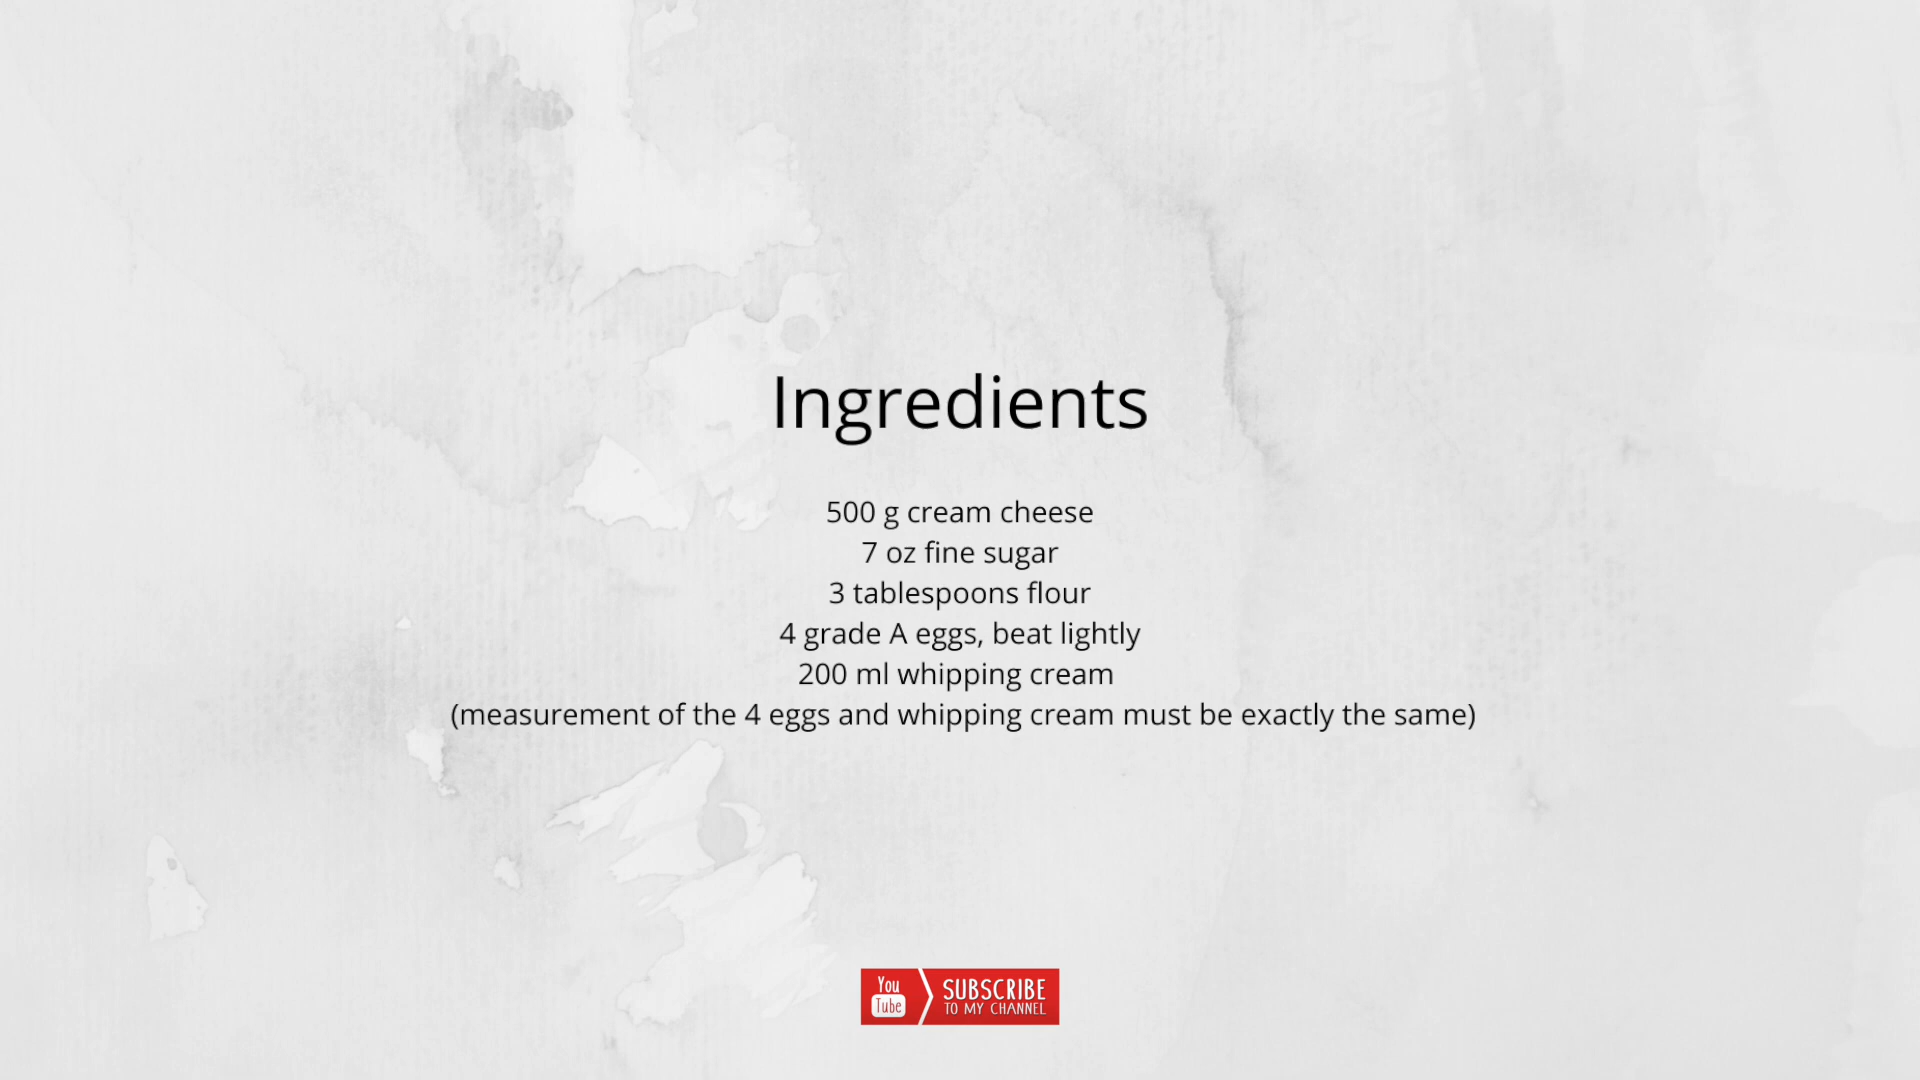 Ingredients
500 g cream cheese
7 oz fine sugar
3 tablespoons flour
4 grade A eggs, beat lightly
200 ml whipping cream
(measurement of the 4 eggs and whipping cream must be exactly the same)
You
Tube
SUBSCRIBE
TO MY CHANNEL